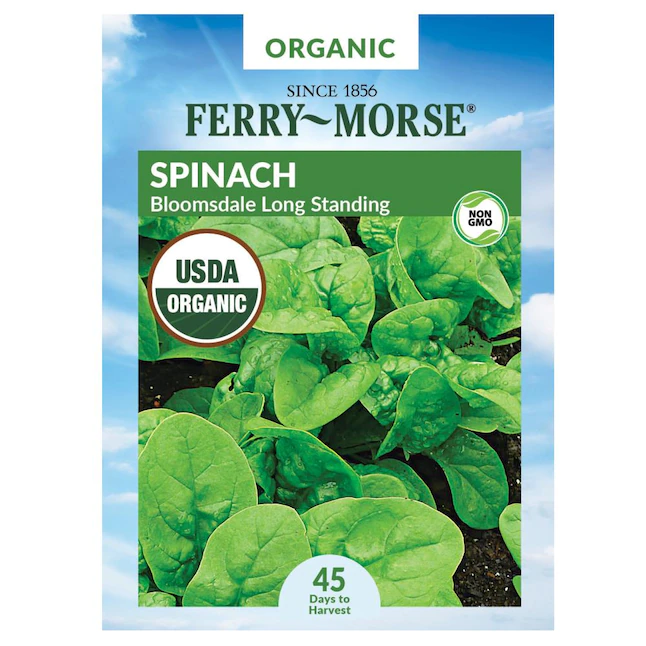 ORGANIC
SINCE 1856
FERRY~MORSE®
SPINACH
Bloomsdale Long Standing
NON
GMO
USDA
ORGANIC
45
Days to
Harvest